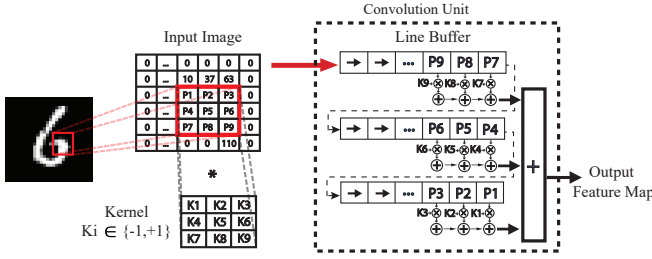 Convolution Unit
Input Image
Line Buffer
0 ... 0 0 0 0
0 ... 10 37 63 0
0 ... P1 P2 P3 0
0 ... P4 P5 P6 0
0 ... P7 P8 P9 0
0 ... 0 0 110 0
*
Kernel
Ki ∈ {-1,+1}
K1 K2 K3
K4 K5 K6
K7 K8 K9
→ → ... P9 P8 P7
K9 K8 K7
→ → ... P6 P5 P4
K6 K5 K4
→ → ... P3 P2 P1
K3 K2 K1
+
Output
Feature Map